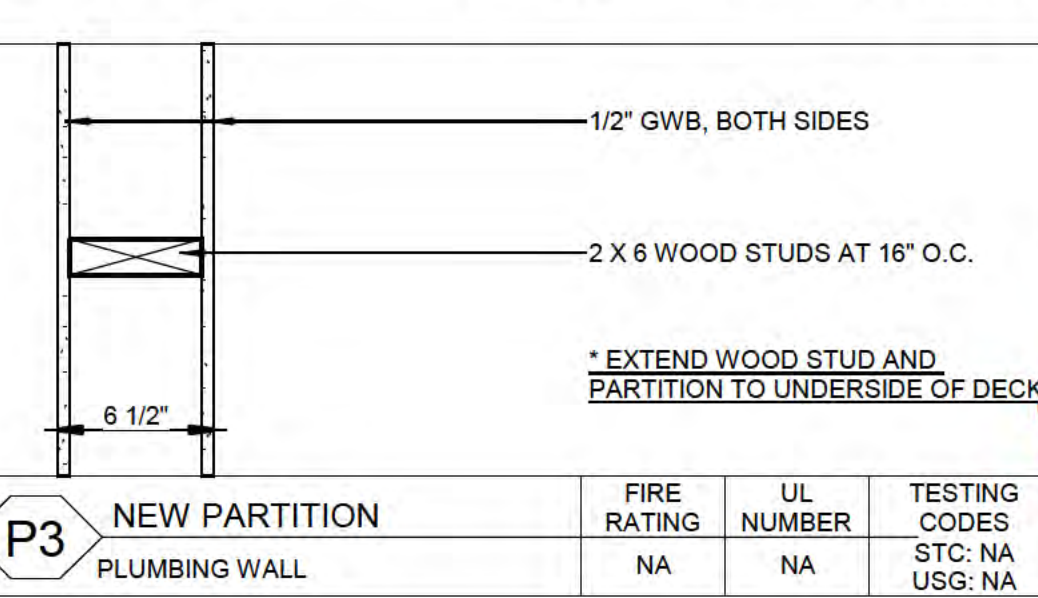 1/2" GWB, BOTH SIDES
2 X 6 WOOD STUDS AT 16" O.C.
* EXTEND WOOD STUD AND
PARTITION TO UNDERSIDE OF DECK
6 1/2"
P3
NEW PARTITION
PLUMBING WALL
FIRE
RATING
NA
UL
NUMBER
NA
TESTING
CODES
STC: NA
USG: NA